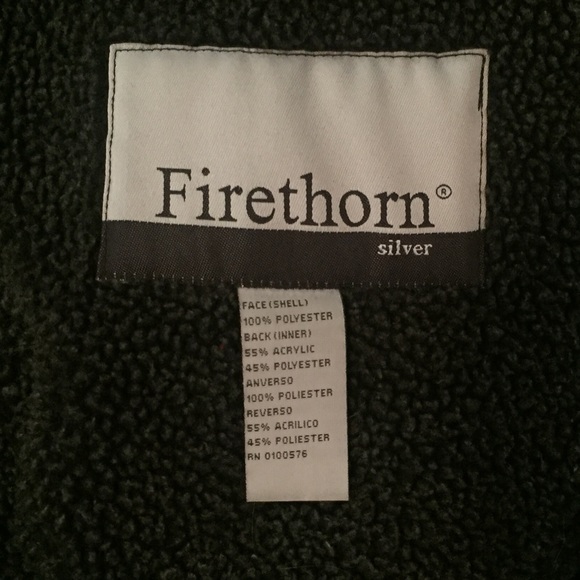 Firethorn®
silver
FACE(SHELL)
100% POLYESTER
BACK(INNER)
55% ACRYLIC
45% POLYESTER
ANVERSO
100% POLIESTER
REVERSO
55% ACRILICO
45% POLIESTER
RN 0100576